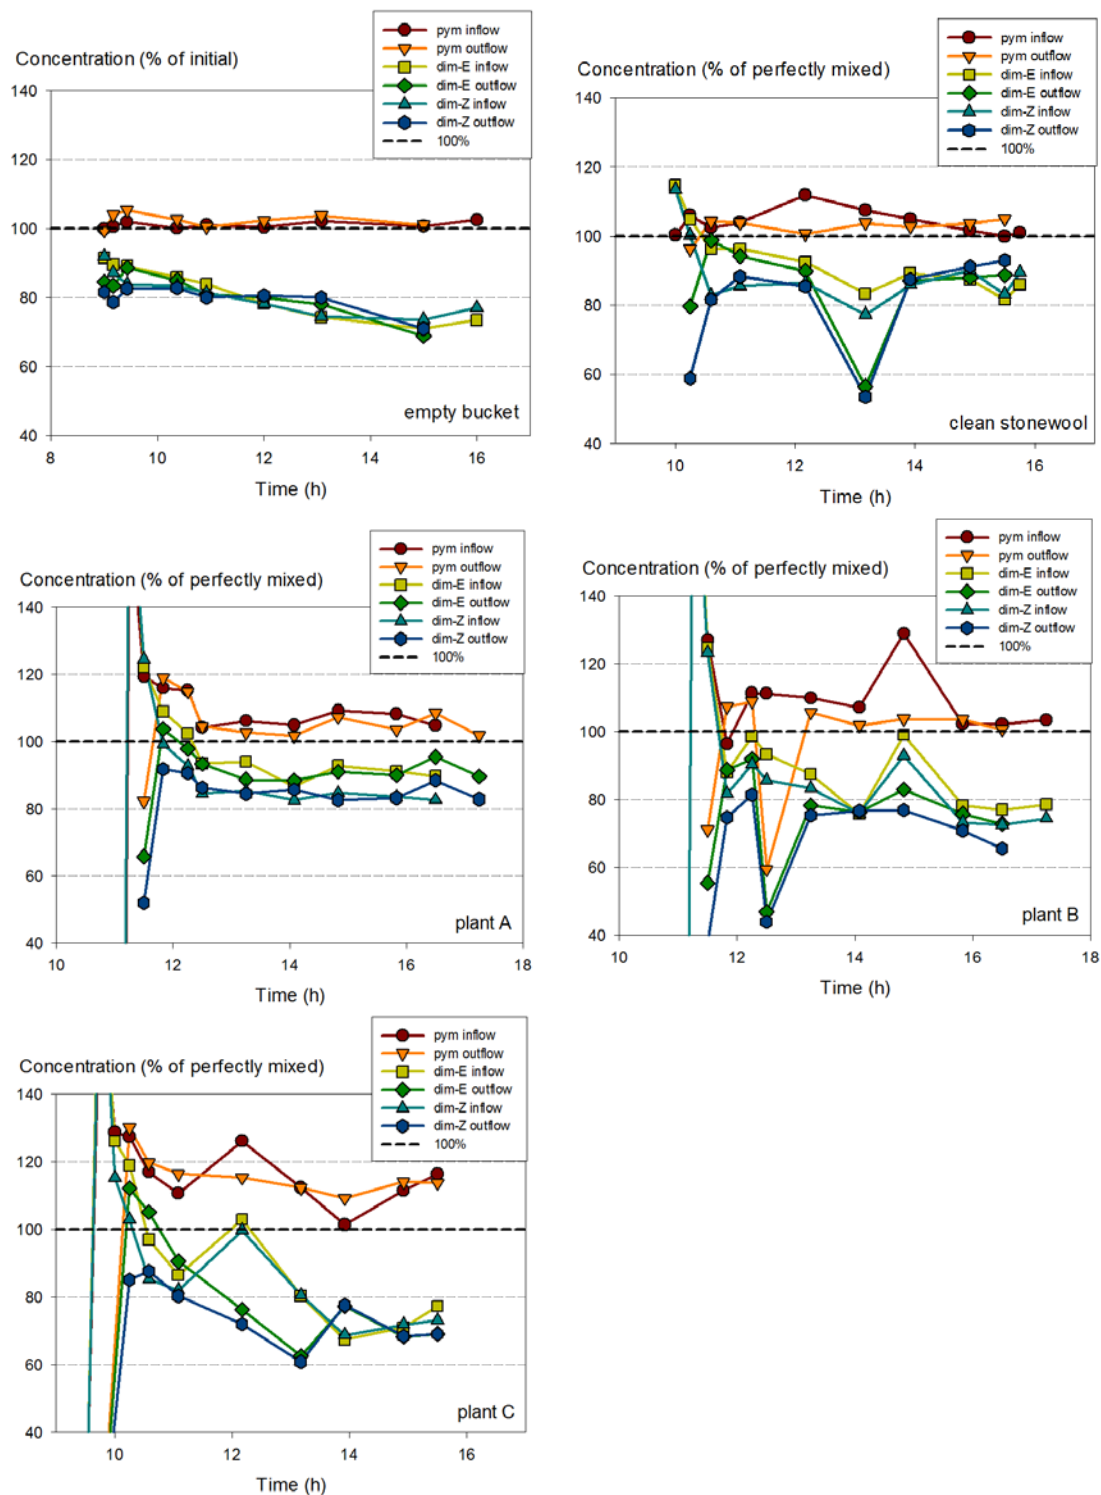 Concentration (% of initial)
pym inflow
pym outflow
dim-E inflow
dim-E outflow
dim-Z inflow
dim-Z outflow
100%
140
120
100
80
60
40
8
10
12
14
16
empty bucket
Time (h)
Concentration (% of perfectly mixed)
pym inflow
pym outflow
dim-E inflow
dim-E outflow
dim-Z inflow
dim-Z outflow
100%
140
120
100
80
60
40
10
12
14
16
clean stonewool
Time (h)
Concentration (% of perfectly mixed)
pym inflow
pym outflow
dim-E inflow
dim-E outflow
dim-Z inflow
dim-Z outflow
100%
140
120
100
80
60
40
10
12
14
16
18
plant A
Time (h)
Concentration (% of perfectly mixed)
pym inflow
pym outflow
dim-E inflow
dim-E outflow
dim-Z inflow
dim-Z outflow
100%
140
120
100
80
60
40
10
12
14
16
18
plant B
Time (h)
Concentration (% of perfectly mixed)
pym inflow
pym outflow
dim-E inflow
dim-E outflow
dim-Z inflow
dim-Z outflow
100%
140
120
100
80
60
40
10
12
14
16
plant C
Time (h)